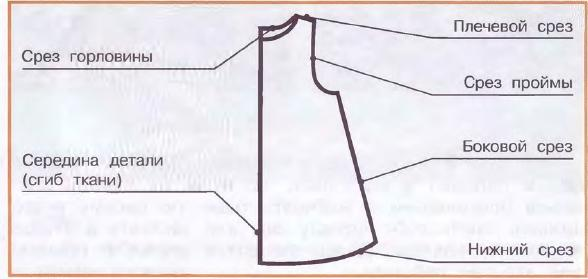 Плечевой срез
Срез горловины
Срез проймы
Боковой срез
Середина детали
(сгиб ткани)
Нижний срез